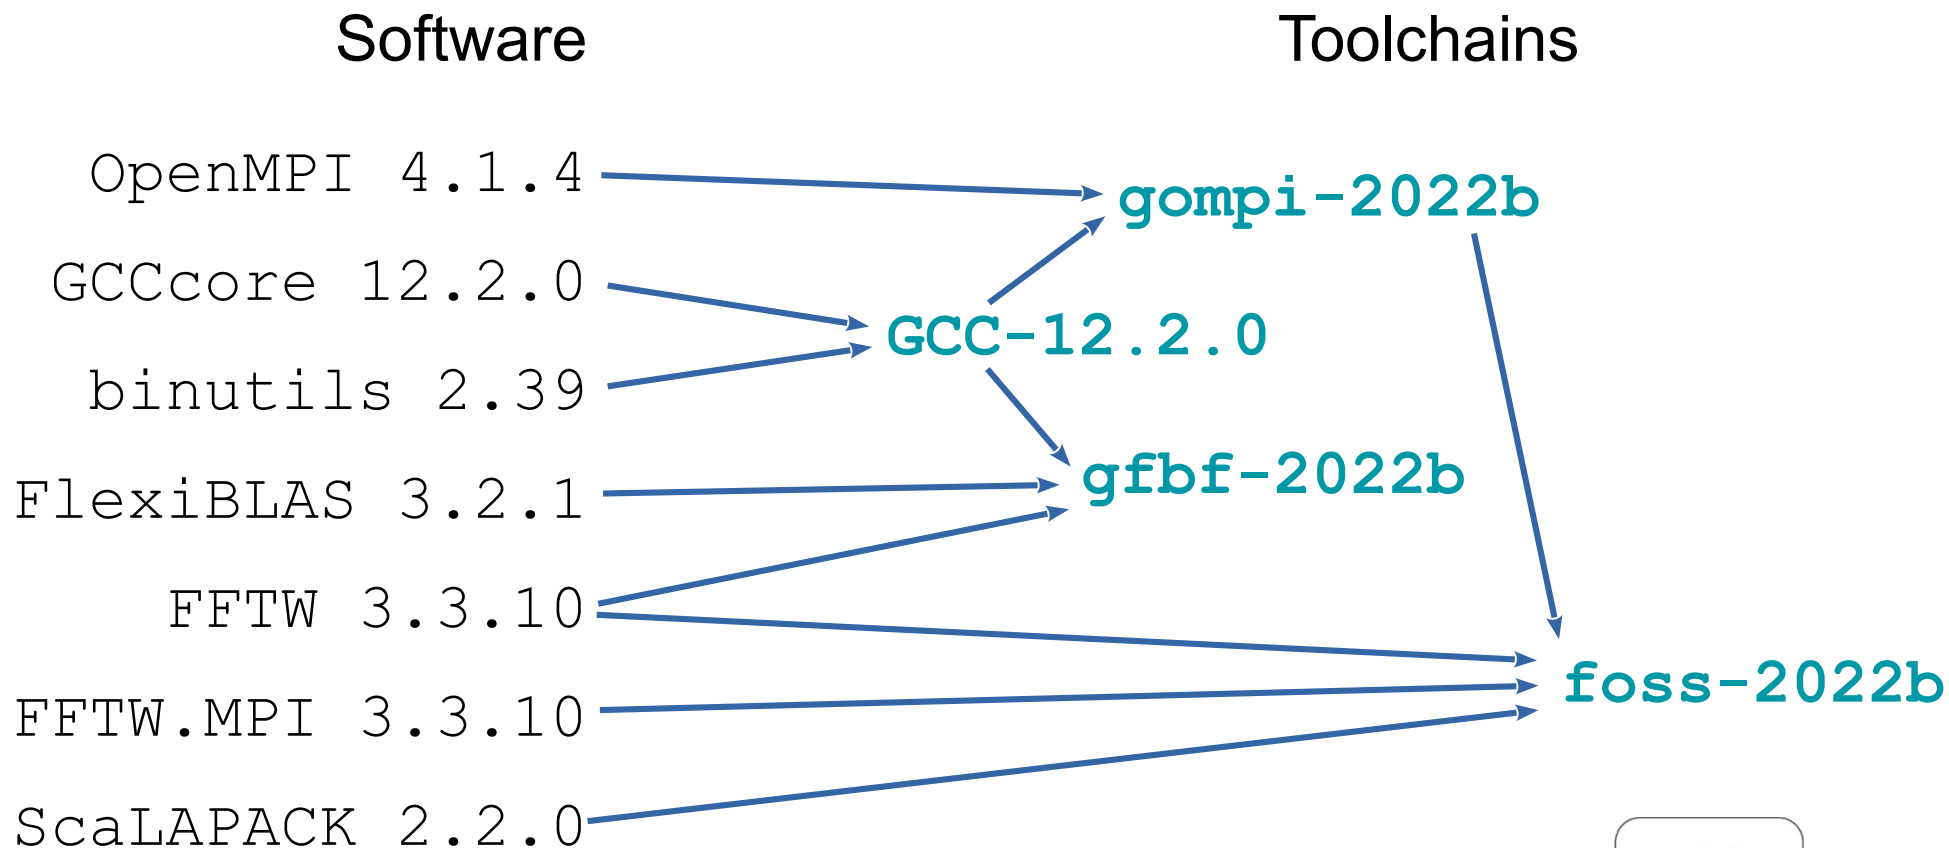 Software
Toolchains
OpenMPI 4.1.4
gompi-2022b
GCCcore 12.2.0
GCC-12.2.0
binutils 2.39
gfbf-2022b
FlexiBLAS 3.2.1
FFTW 3.3.10
foss-2022b
FFTW.MPI 3.3.10
ScaLAPACK 2.2.0